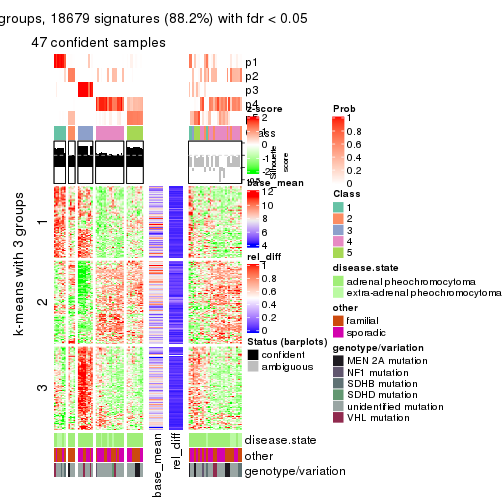 groups, 18679 signatures (88.2%) with fdr < 0.05
47 confident samples
p1
p2
p3
p4
z-score
2
1
-1
-2
Silhouette
score
base_mean
12
10
8
6
4
rel_diff
1
0.8
0.6
0.4
0.2
0
Status (barplots)
confident
ambiguous
k-means with 3 groups
1
2
3
base_mean
rel_diff
disease.state
other
genotype/variation
Prob
1
0.8
0.6
0.4
0.2
0
Class
1
2
3
4
5
disease.state
adrenal pheochromocytoma
extra-adrenal pheochromocytoma
other
familial
sporadic
genotype/variation
MEN 2A mutation
NF1 mutation
SDHB mutation
SDHD mutation
unidentified mutation
VHL mutation